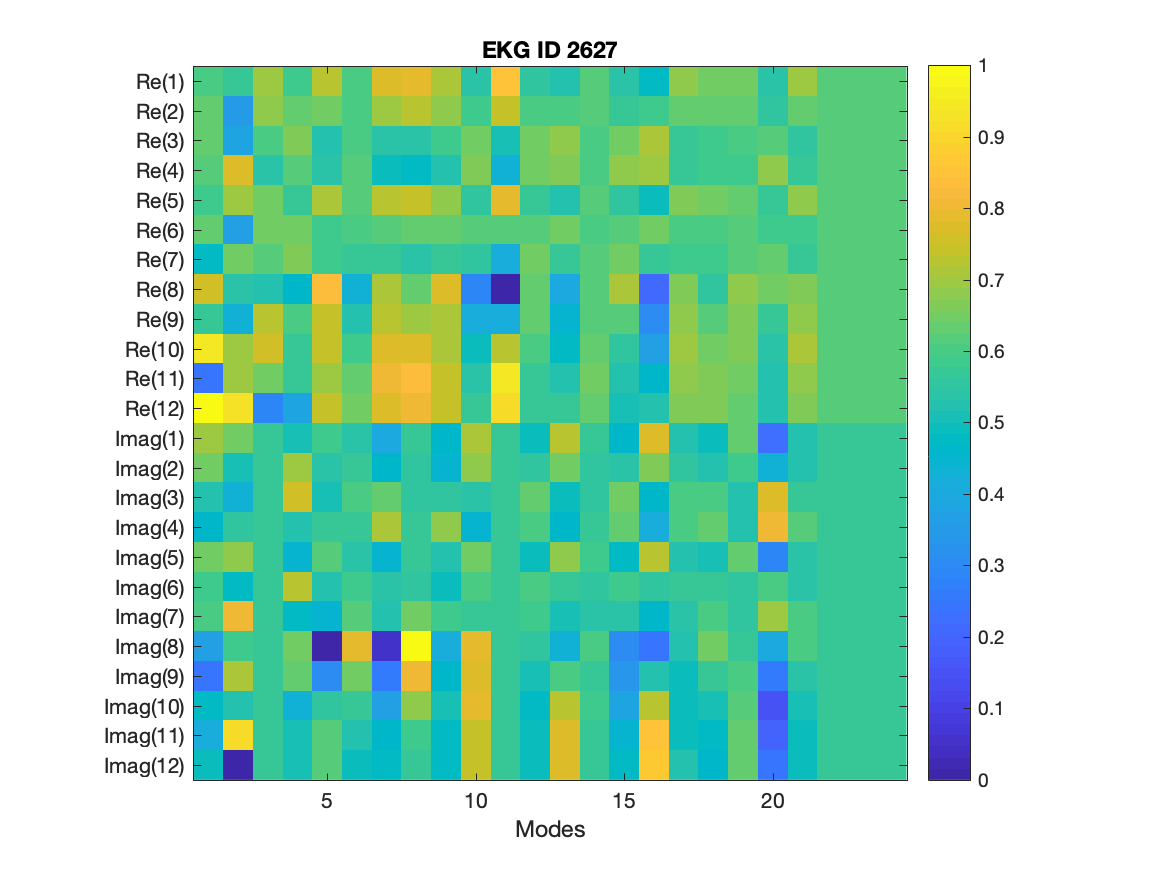 EKG ID 2627
Re(1)
Re(2)
Re(3)
Re(4)
Re(5)
Re(6)
Re(7)
Re(8)
Re(9)
Re(10)
Re(11)
Re(12)
Imag(1)
Imag(2)
Imag(3)
Imag(4)
Imag(5)
Imag(6)
Imag(7)
Imag(8)
Imag(9)
Imag(10)
Imag(11)
Imag(12)
5 10 15 20
Modes
1
0.9
0.8
0.7
0.6
0.5
0.4
0.3
0.2
0.1
0